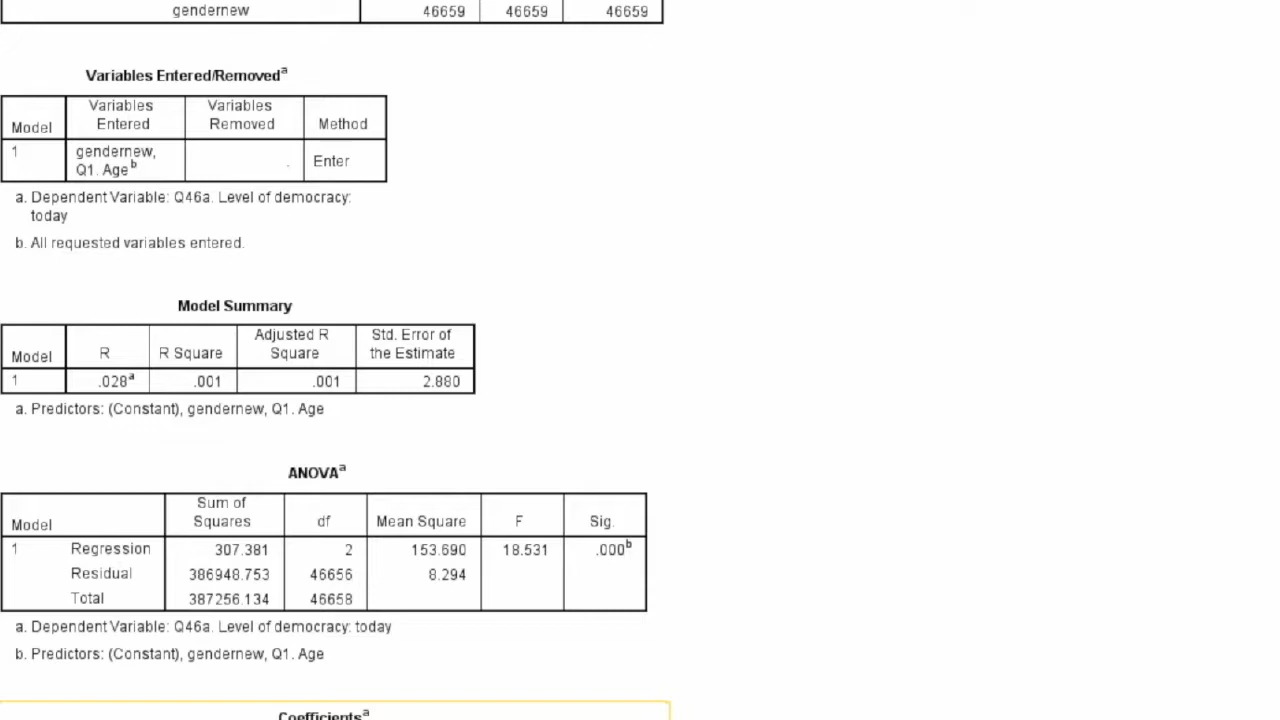 gendernew 46659 46659 46659
Variables Entered/Removedᵃ
Variables Variables
Model Entered Removed Method
1 gendernew, . Enter
Q1. Ageᵇ
a. Dependent Variable: Q46a. Level of democracy:
today
b. All requested variables entered.
Model Summary
Adjusted R Std. Error of
Model R R Square Square the Estimate
1 .028ᵃ .001 .001 2.880
a. Predictors: (Constant), gendernew, Q1. Age
ANOVAᵃ
Sum of
Model Squares df Mean Square F Sig.
1 Regression 307.381 2 153.690 18.531 .000ᵇ
Residual 386948.753 46656 8.294
Total 387256.134 46658
a. Dependent Variable: Q46a. Level of democracy: today
b. Predictors: (Constant), gendernew, Q1. Age
Coefficientsᵃ